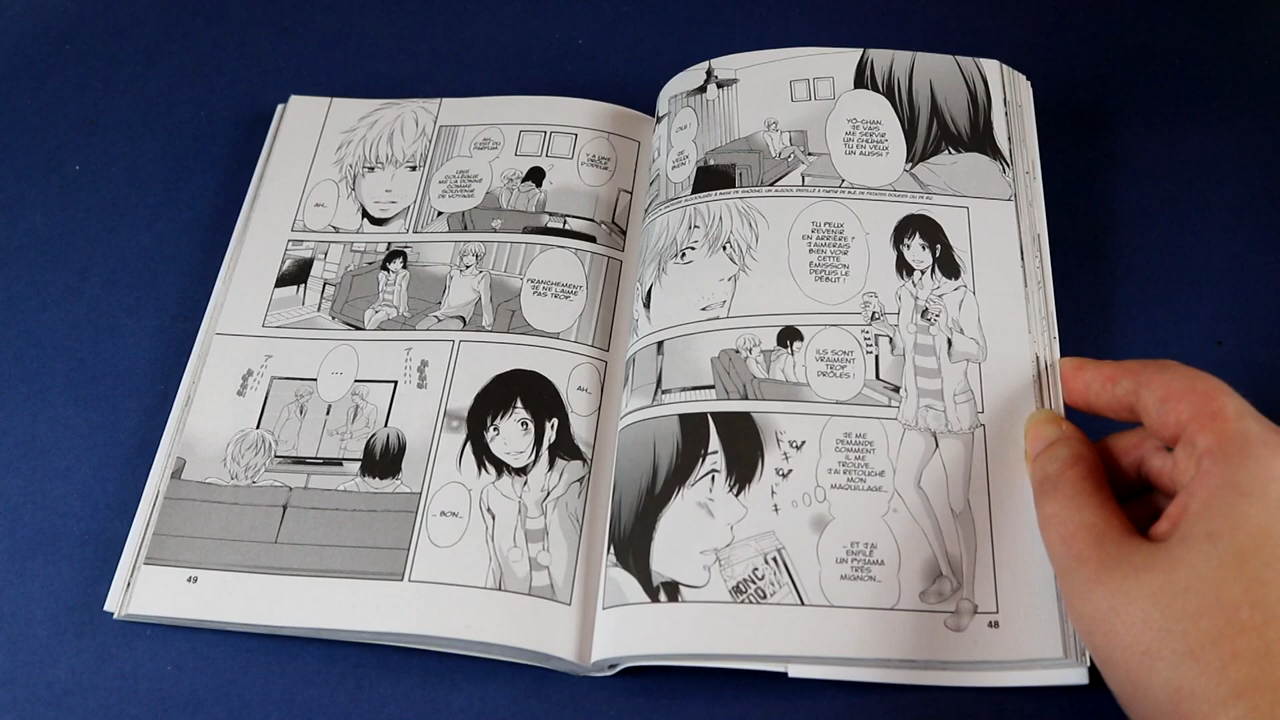 YÔ-CHAN,
JE VAIS
ME SERVIR
UN CHÛHAI*,
TU EN VEUX
UN AUSSI ?
OUI !
JE
VEUX
BIEN !
À BASE DE SHÔCHÛ, UN ALCOOL DISTILLÉ À PARTIR DE BLÉ, DE PATATES DOUCES OU DE RIZ.
TU PEUX
REVENIR
EN ARRIÈRE ?
J'AIMERAIS
BIEN VOIR
CETTE
ÉMISSION
DEPUIS LE
DÉBUT !
ILS SONT
VRAIMENT
TROP
DRÔLES !
JE ME
DEMANDE
COMMENT
IL ME
TROUVE...
J'AI RETOUCHÉ
MON
MAQUILLAGE...
... ET J'AI
ENFILÉ
UN PYJAMA
TRÈS
MIGNON...
48
Y A UNE
DRÔLE
D'ODEUR...
AH,
C'EST DU
PARFUM.
UNE
COLLÈGUE
ME L'A DONNÉ
COMME
SOUVENIR
DE VOYAGE.
AH...
FRANCHEMENT,
JE NE L'AIME
PAS TROP...
AH...
... BON...
...
49